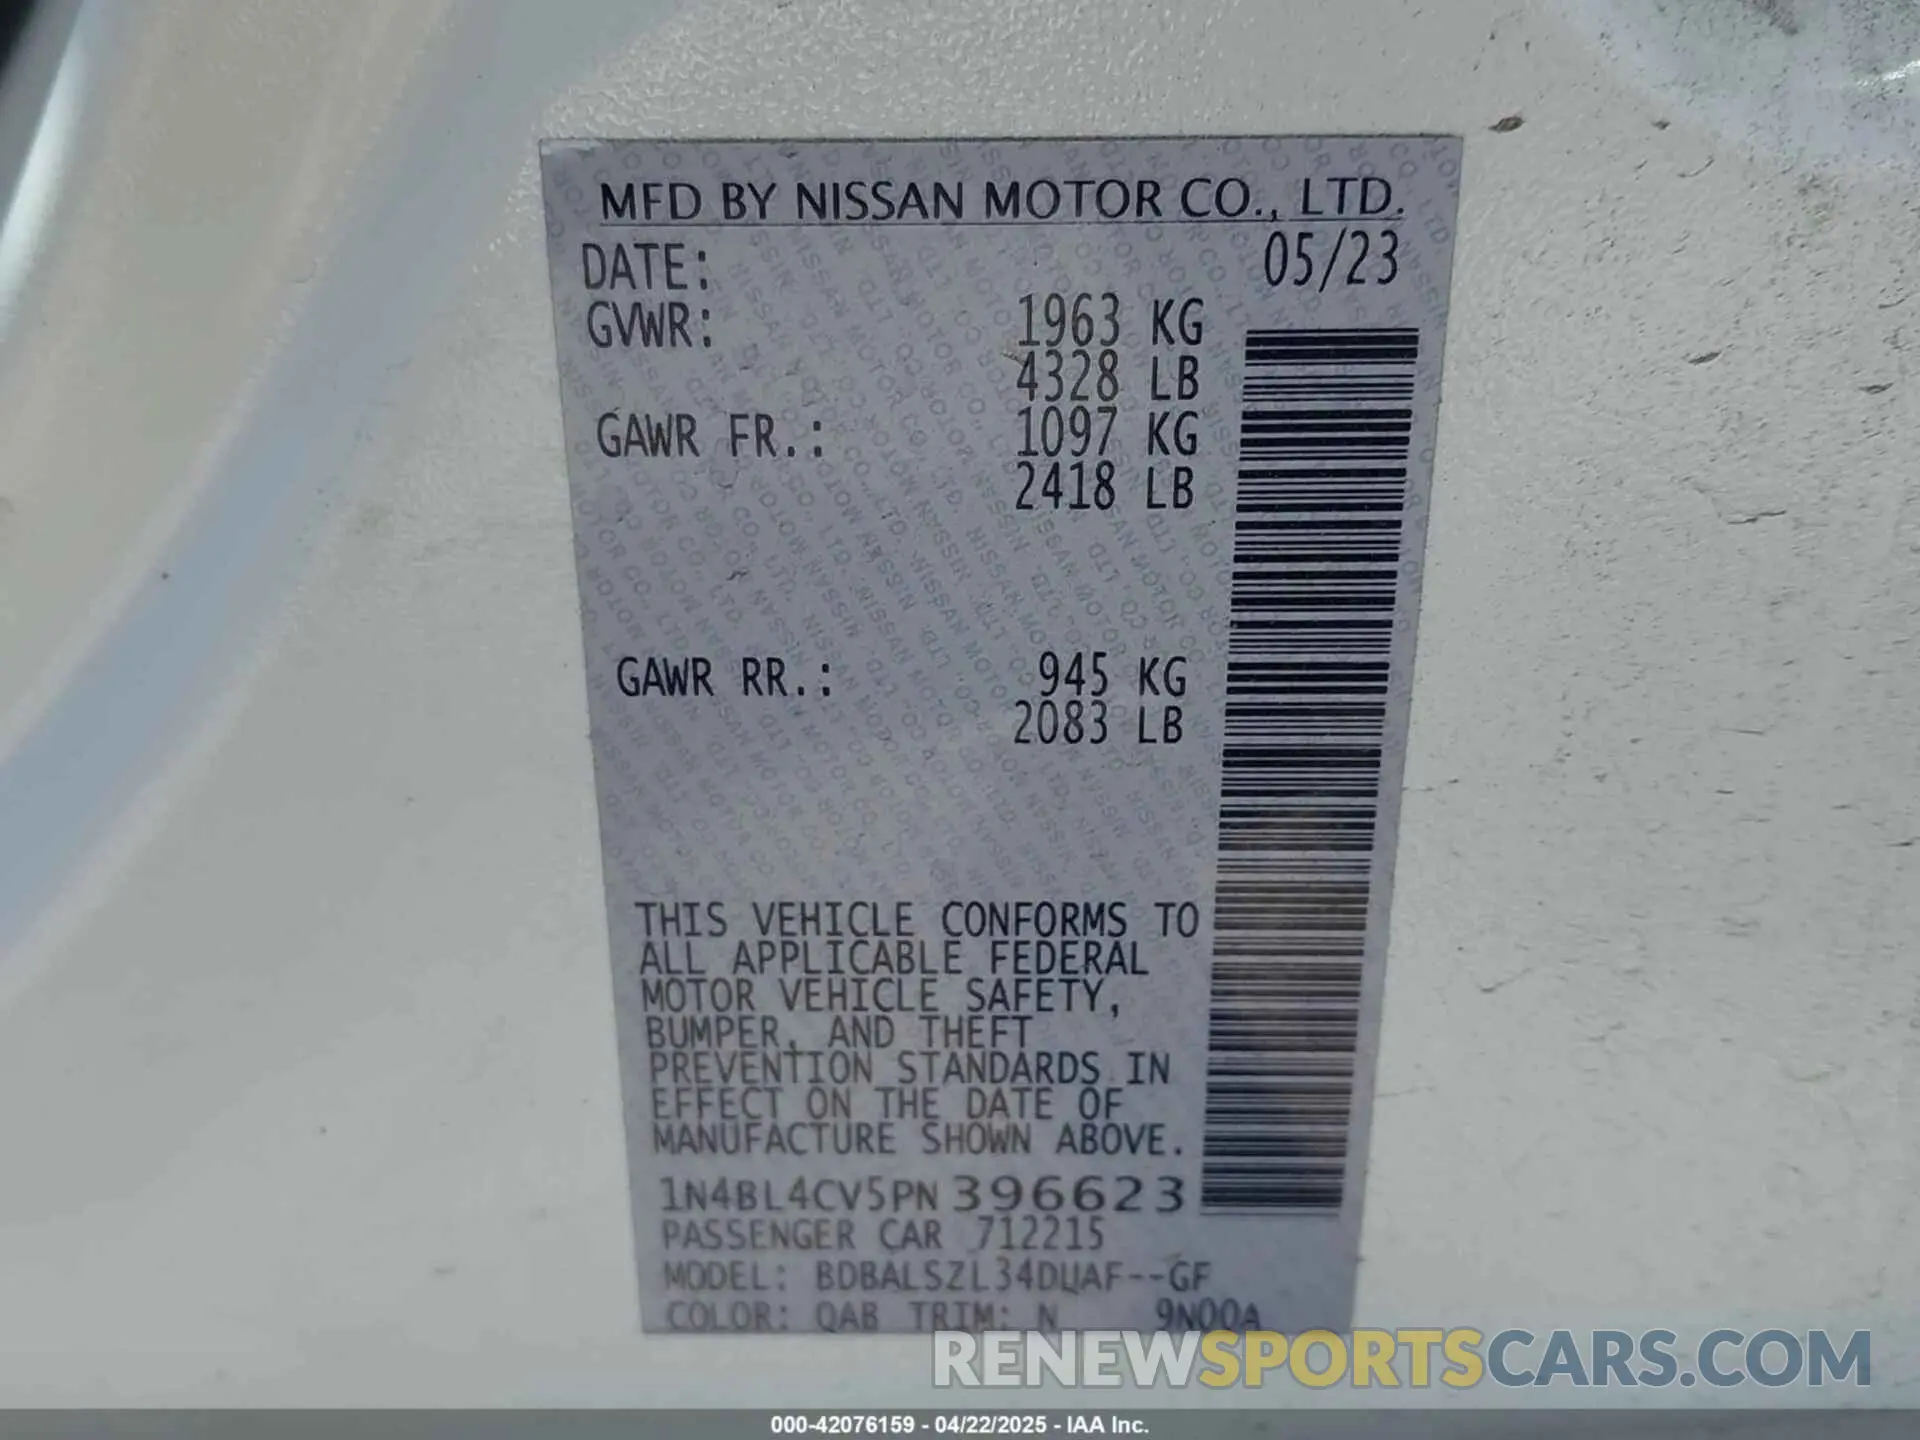 MFD BY NISSAN MOTOR CO., LTD.
DATE: 05/23
GVWR: 1963 KG
4328 LB
GAWR FR.: 1097 KG
2418 LB
GAWR RR.: 945 KG
2083 LB
THIS VEHICLE CONFORMS TO
ALL APPLICABLE FEDERAL
MOTOR VEHICLE SAFETY,
BUMPER, AND THEFT
PREVENTION STANDARDS IN
EFFECT ON THE DATE OF
MANUFACTURE SHOWN ABOVE.
1N4BL4CV5PN396623
PASSENGER CAR 712215
MODEL: BDBALSZL34DUAF--GF
COLOR: QAB TRIM: N 9N00A
RENEWSPORTSCARS.COM
000-42076159 - 04/22/2025 - IAA Inc.